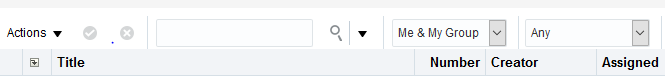 Actions Me & My Group Any
Title Number Creator Assigned